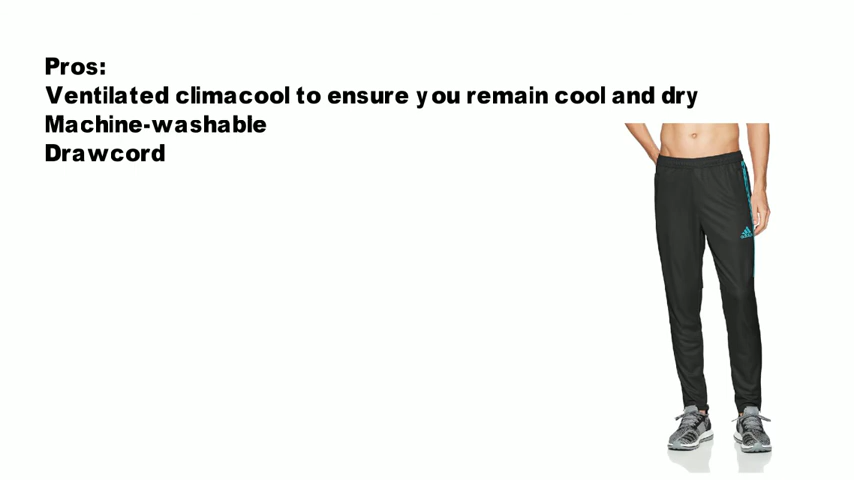 Pros:
Ventilated climacool to ensure you remain cool and dry
Machine-washable
Drawcord